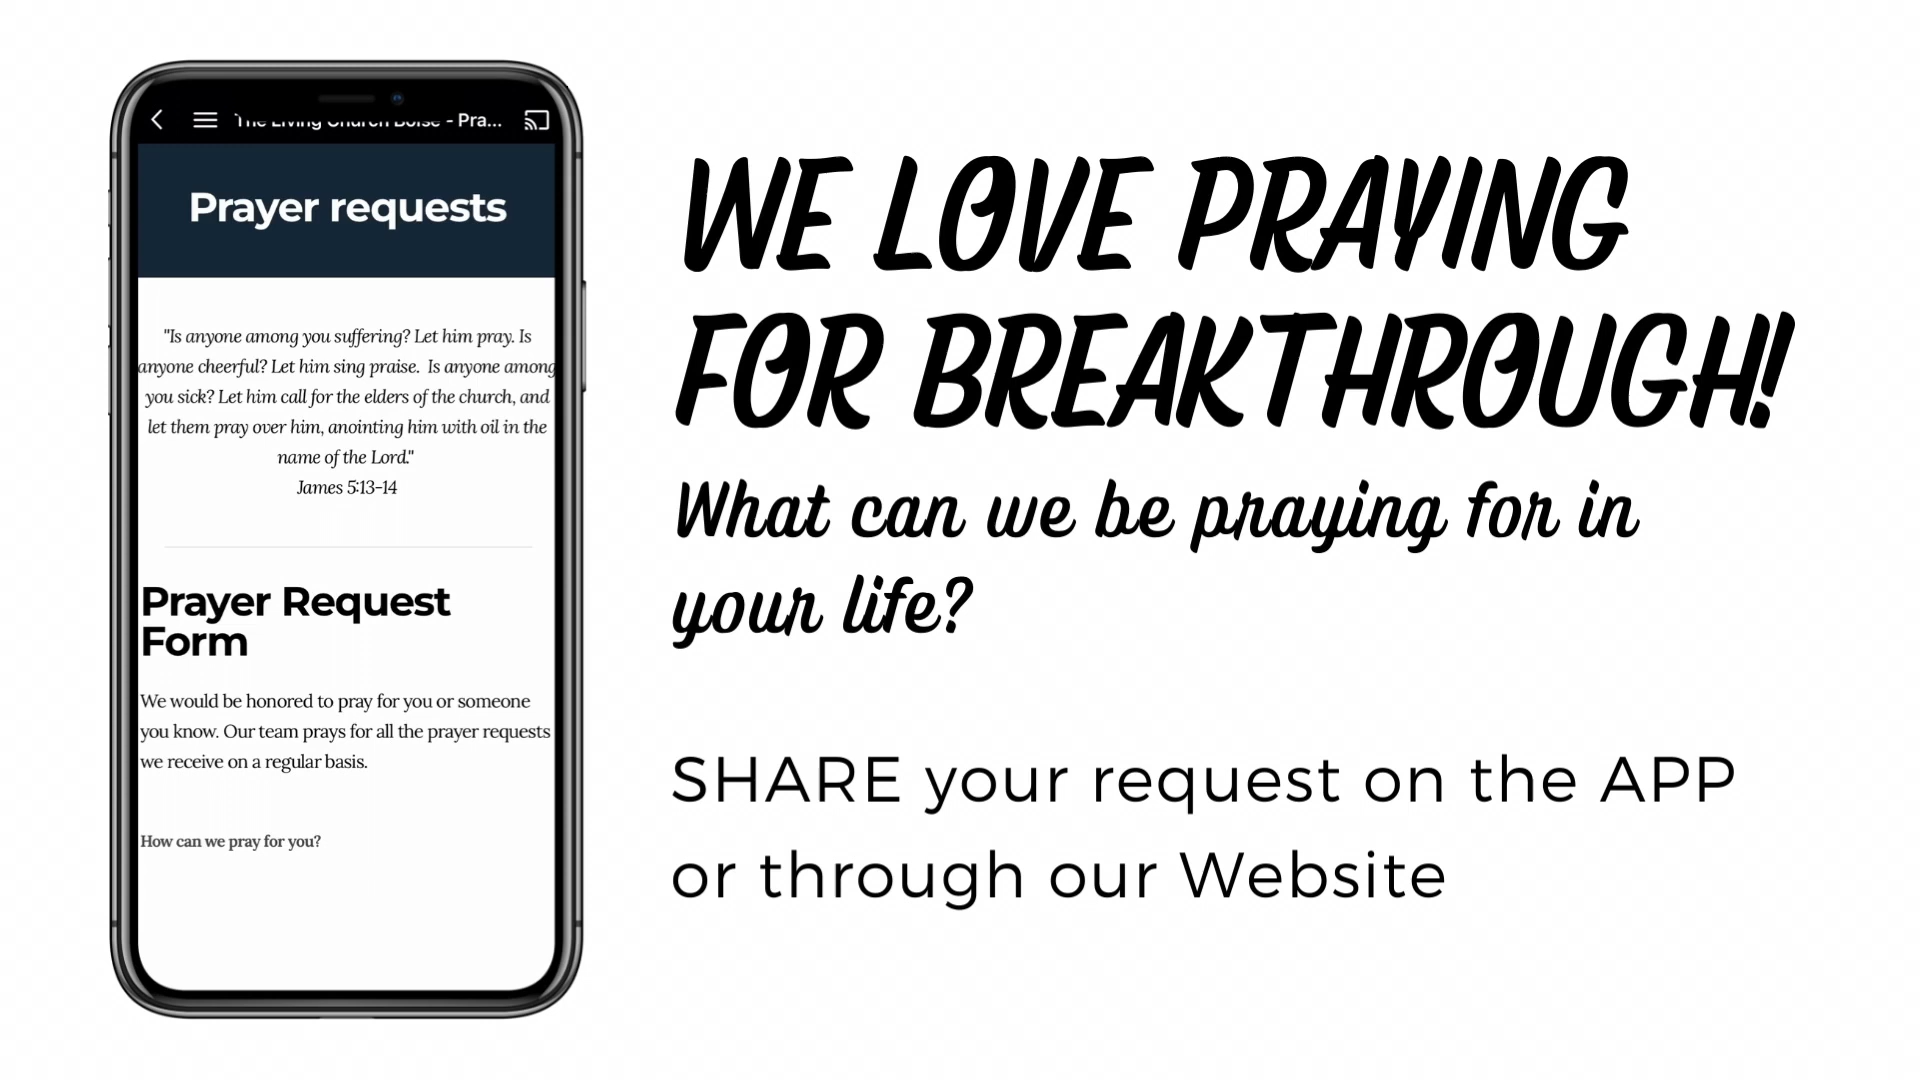 The Living Church Boise - Pra...
Prayer requests
"Is anyone among you suffering? Let him pray. Is
anyone cheerful? Let him sing praise.  Is anyone among
you sick? Let him call for the elders of the church, and
let them pray over him, anointing him with oil in the
name of the Lord."
James 5:13-14
Prayer Request
Form
We would be honored to pray for you or someone
you know. Our team prays for all the prayer requests
we receive on a regular basis.
How can we pray for you?
WE LOVE PRAYING
FOR BREAKTHROUGH!
What can we be praying for in
your life?
SHARE your request on the APP
or through our Website